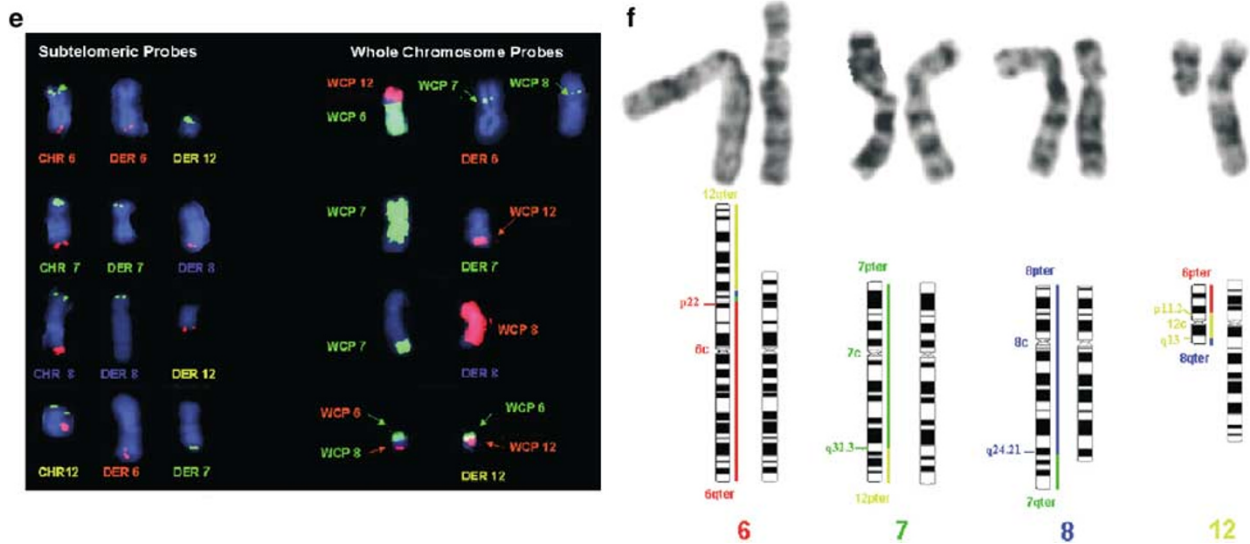 e
Subtelomeric Probes
Whole Chromosome Probes
WCP 12
WCP 7
WCP 8
WCP 6
CHR 6
DER 6
DER 12
DER 6
WCP 7
WCP 12
CHR 7
DER 7
DER 8
DER 7
WCP 8
WCP 7
CHR 8
DER 8
DER 12
DER 8
WCP 6
WCP 6
WCP 8
WCP 12
CHR12
DER 6
DER 7
DER 12
f
12qter
p22
6c
6qter
7pter
7c
q31.3
12pter
8pter
8c
q24.21
7qter
6pter
p11.2
12c
q13
8qter
6
7
8
12